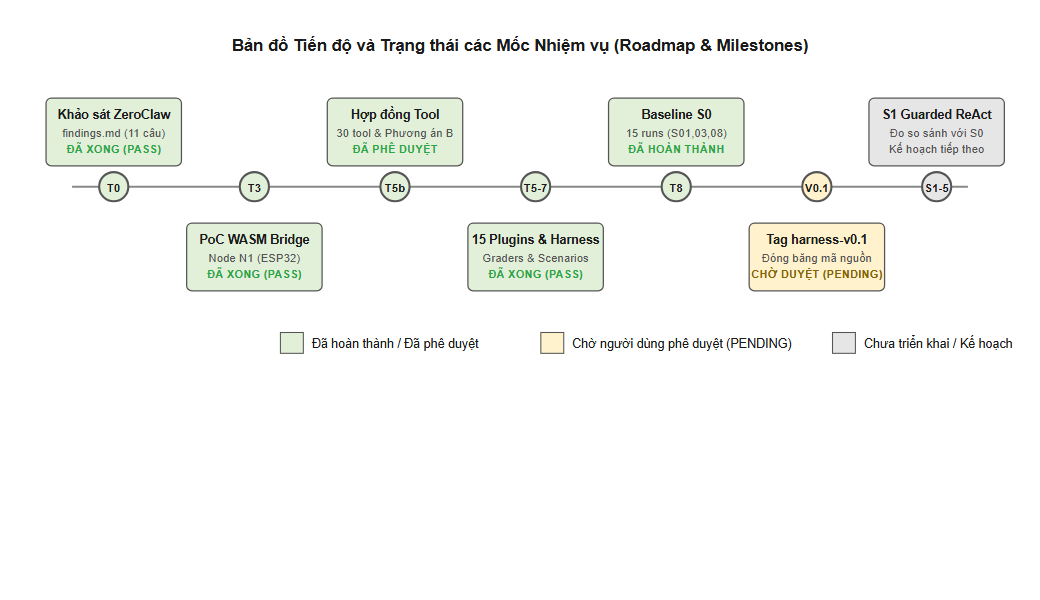 Bản đồ Tiến độ và Trạng thái các Mốc Nhiệm vụ (Roadmap & Milestones)
Khảo sát ZeroClaw
findings.md (11 câu)
ĐÃ XONG (PASS)
Hợp đồng Tool
30 tool & Phương án B
ĐÃ PHÊ DUYỆT
Baseline S0
15 runs (S01,03,08)
ĐÃ HOÀN THÀNH
S1 Guarded ReAct
Đo so sánh với S0
Kế hoạch tiếp theo
T0
T3
T5b
T5-7
T8
V0.1
S1-5
PoC WASM Bridge
Node N1 (ESP32)
ĐÃ XONG (PASS)
15 Plugins & Harness
Graders & Scenarios
ĐÃ XONG (PASS)
Tag harness-v0.1
Đóng băng mã nguồn
CHỜ DUYỆT (PENDING)
Đã hoàn thành / Đã phê duyệt
Chờ người dùng phê duyệt (PENDING)
Chưa triển khai / Kế hoạch